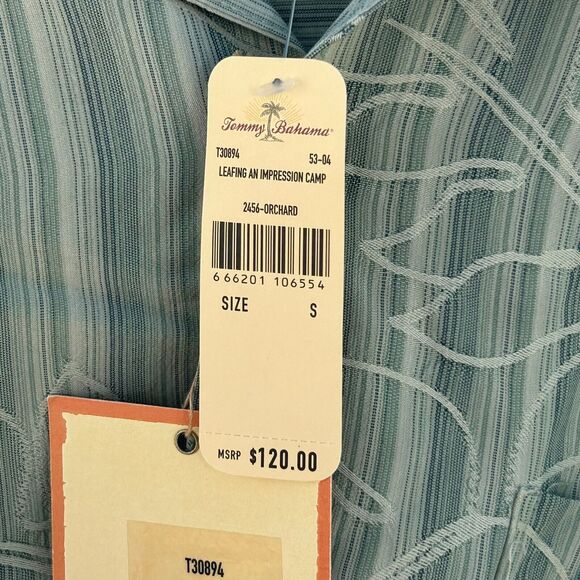 Tommy Bahama®
T30894 53-04
LEAFING AN IMPRESSION CAMP
2456-ORCHARD
6 66201 106554
SIZE S
MSRP $120.00
T30894